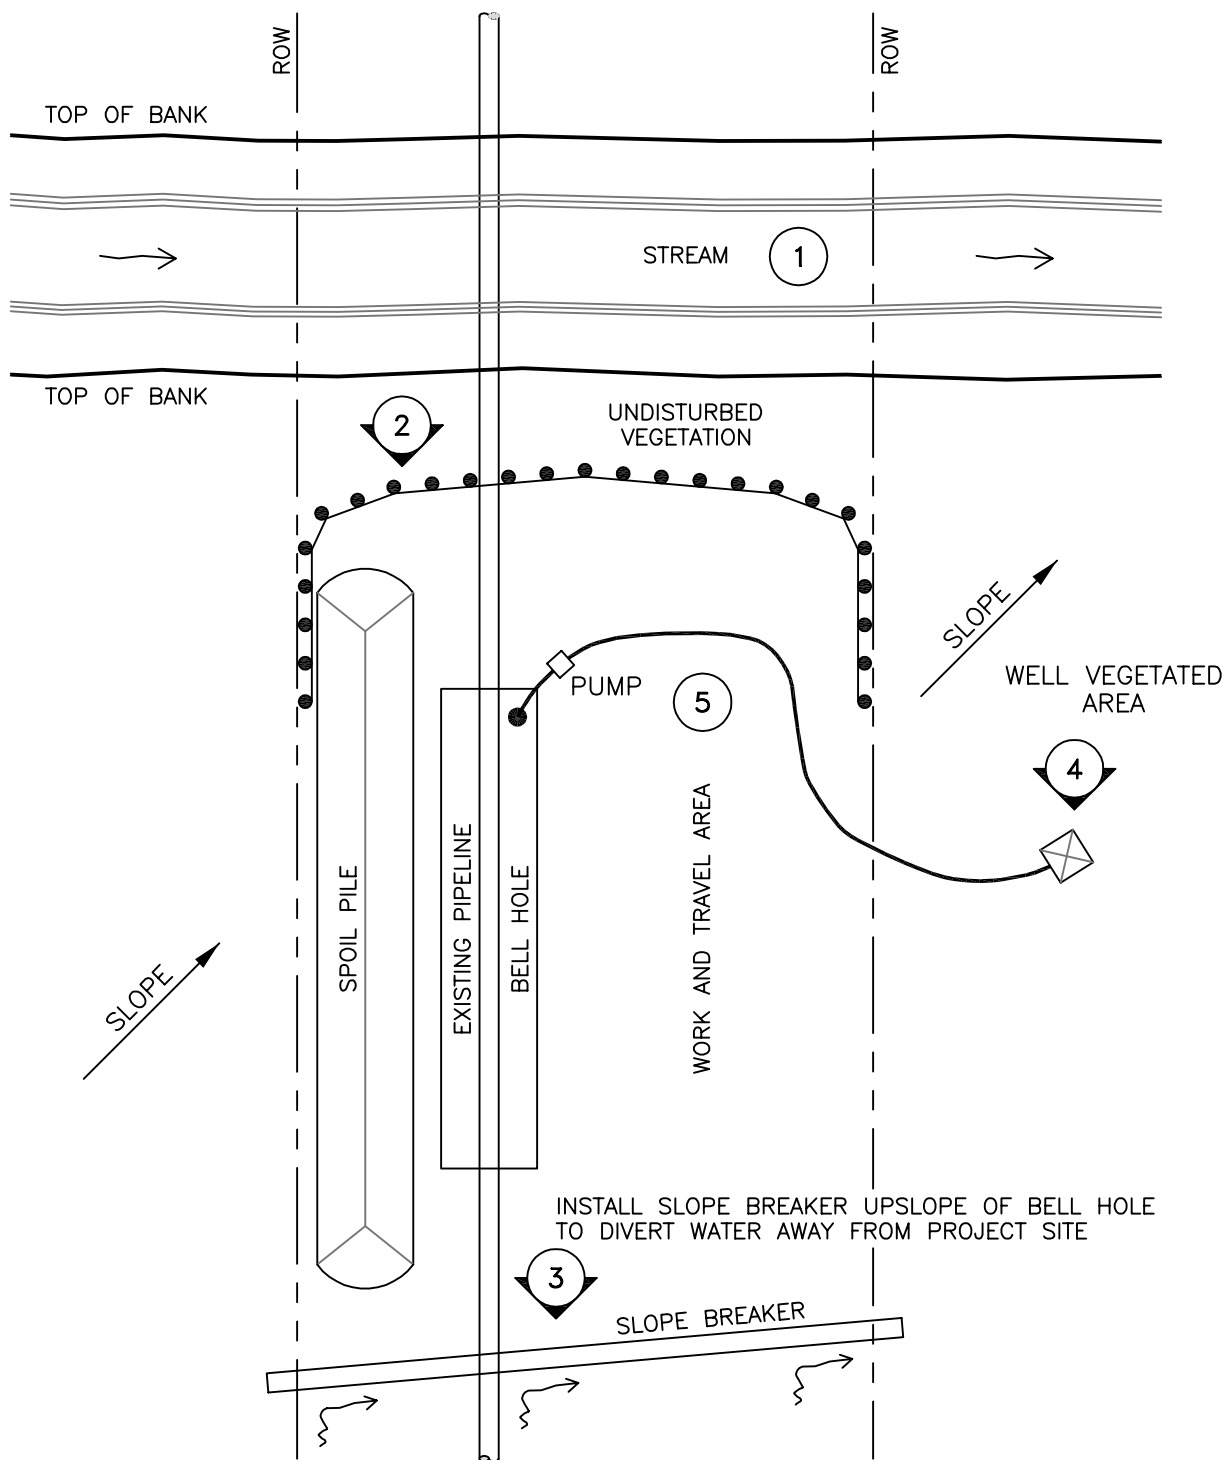 ROW
ROW
TOP OF BANK
STREAM
1
TOP OF BANK
2
UNDISTURBED
VEGETATION
SLOPE
WELL VEGETATED
AREA
PUMP
5
4
WORK AND TRAVEL AREA
EXISTING PIPELINE
BELL HOLE
SPOIL PILE
SLOPE
INSTALL SLOPE BREAKER UPSLOPE OF BELL HOLE
TO DIVERT WATER AWAY FROM PROJECT SITE
3
SLOPE BREAKER